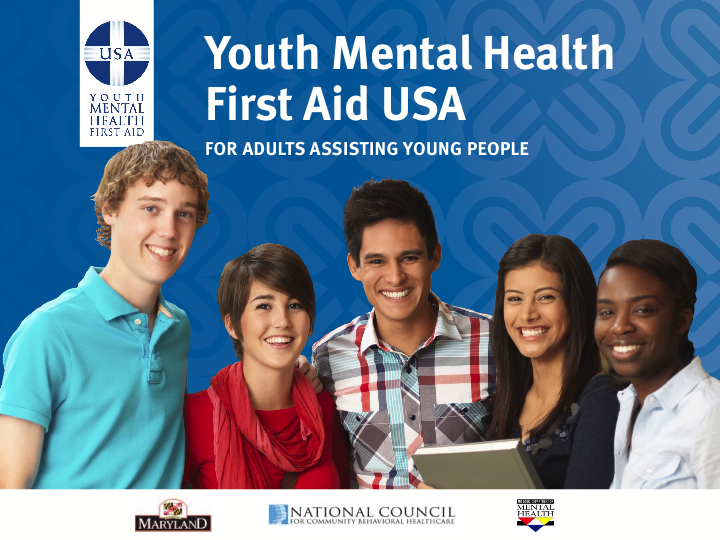 USA
YOUTH
MENTAL
HEALTH
FIRST AID
Youth Mental Health
First Aid USA
FOR ADULTS ASSISTING YOUNG PEOPLE
MARYLAND
NATIONAL COUNCIL
FOR COMMUNITY BEHAVIORAL HEALTHCARE
MENTAL
HEALTH